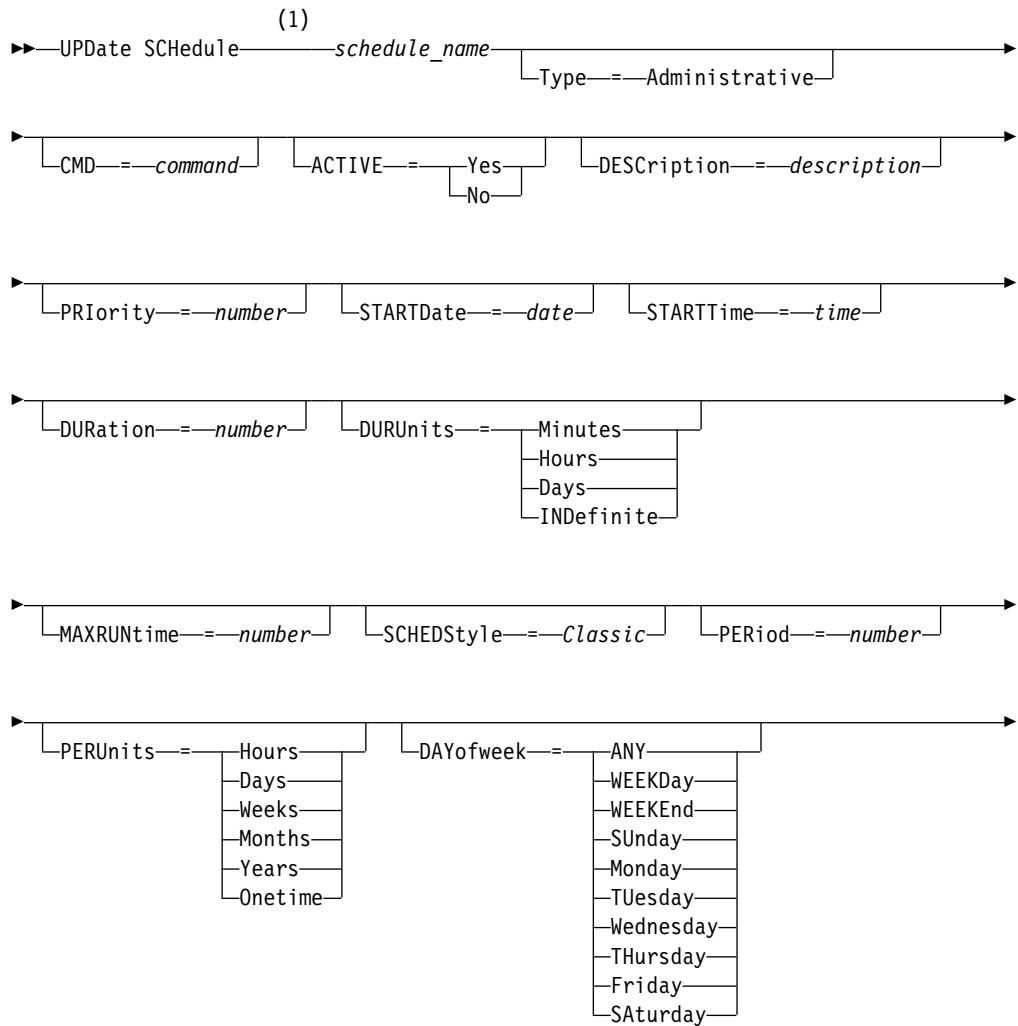 (1)
UPDate SCHedule schedule_name
Type = Administrative
CMD = command ACTIVE = Yes DESCription = description
No
PRIority = number STARTDate = date STARTTime = time
DURation = number DURUnits = Minutes
Hours
Days
INDefinite
MAXRUNtime = number SCHEDStyle = Classic PERiod = number
PERUnits = Hours DAYofweek = ANY
Days WEEKDay
Weeks WEEKEnd
Months SUnday
Years Monday
Onetime TUesday
Wednesday
THursday
Friday
SAturday